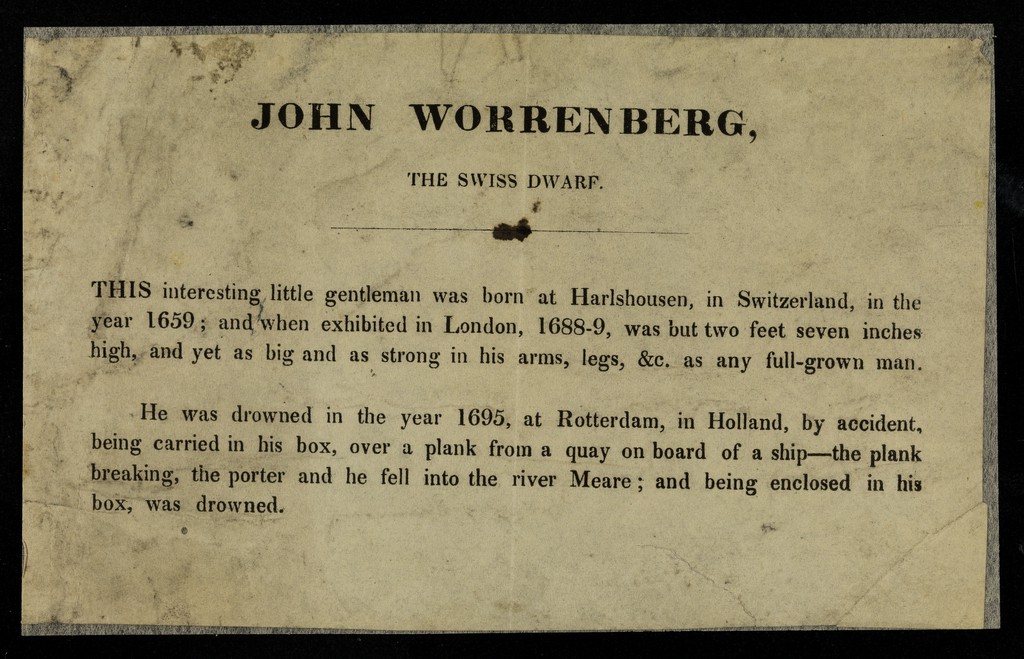 JOHN WORRENBERG,
THE SWISS DWARF.
THIS interesting little gentleman was born at Harlshousen, in Switzerland, in the
year 1659; and when exhibited in London, 1688-9, was but two feet seven inches
high, and yet as big and as strong in his arms, legs, &c. as any full-grown man.
He was drowned in the year 1695, at Rotterdam, in Holland, by accident,
being carried in his box, over a plank from a quay on board of a ship—the plank
breaking, the porter and he fell into the river Meare; and being enclosed in his
box, was drowned.